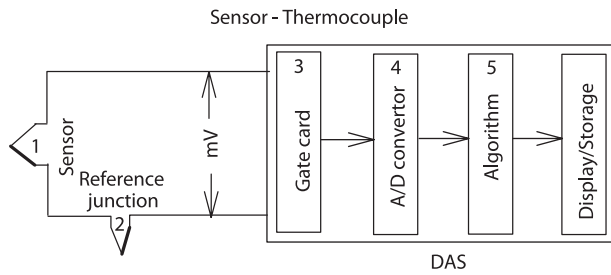 Sensor - Thermocouple
1
Sensor
Reference
junction
2
mV
3
Gate card
4
A/D convertor
5
Algorithm
Display/Storage
DAS